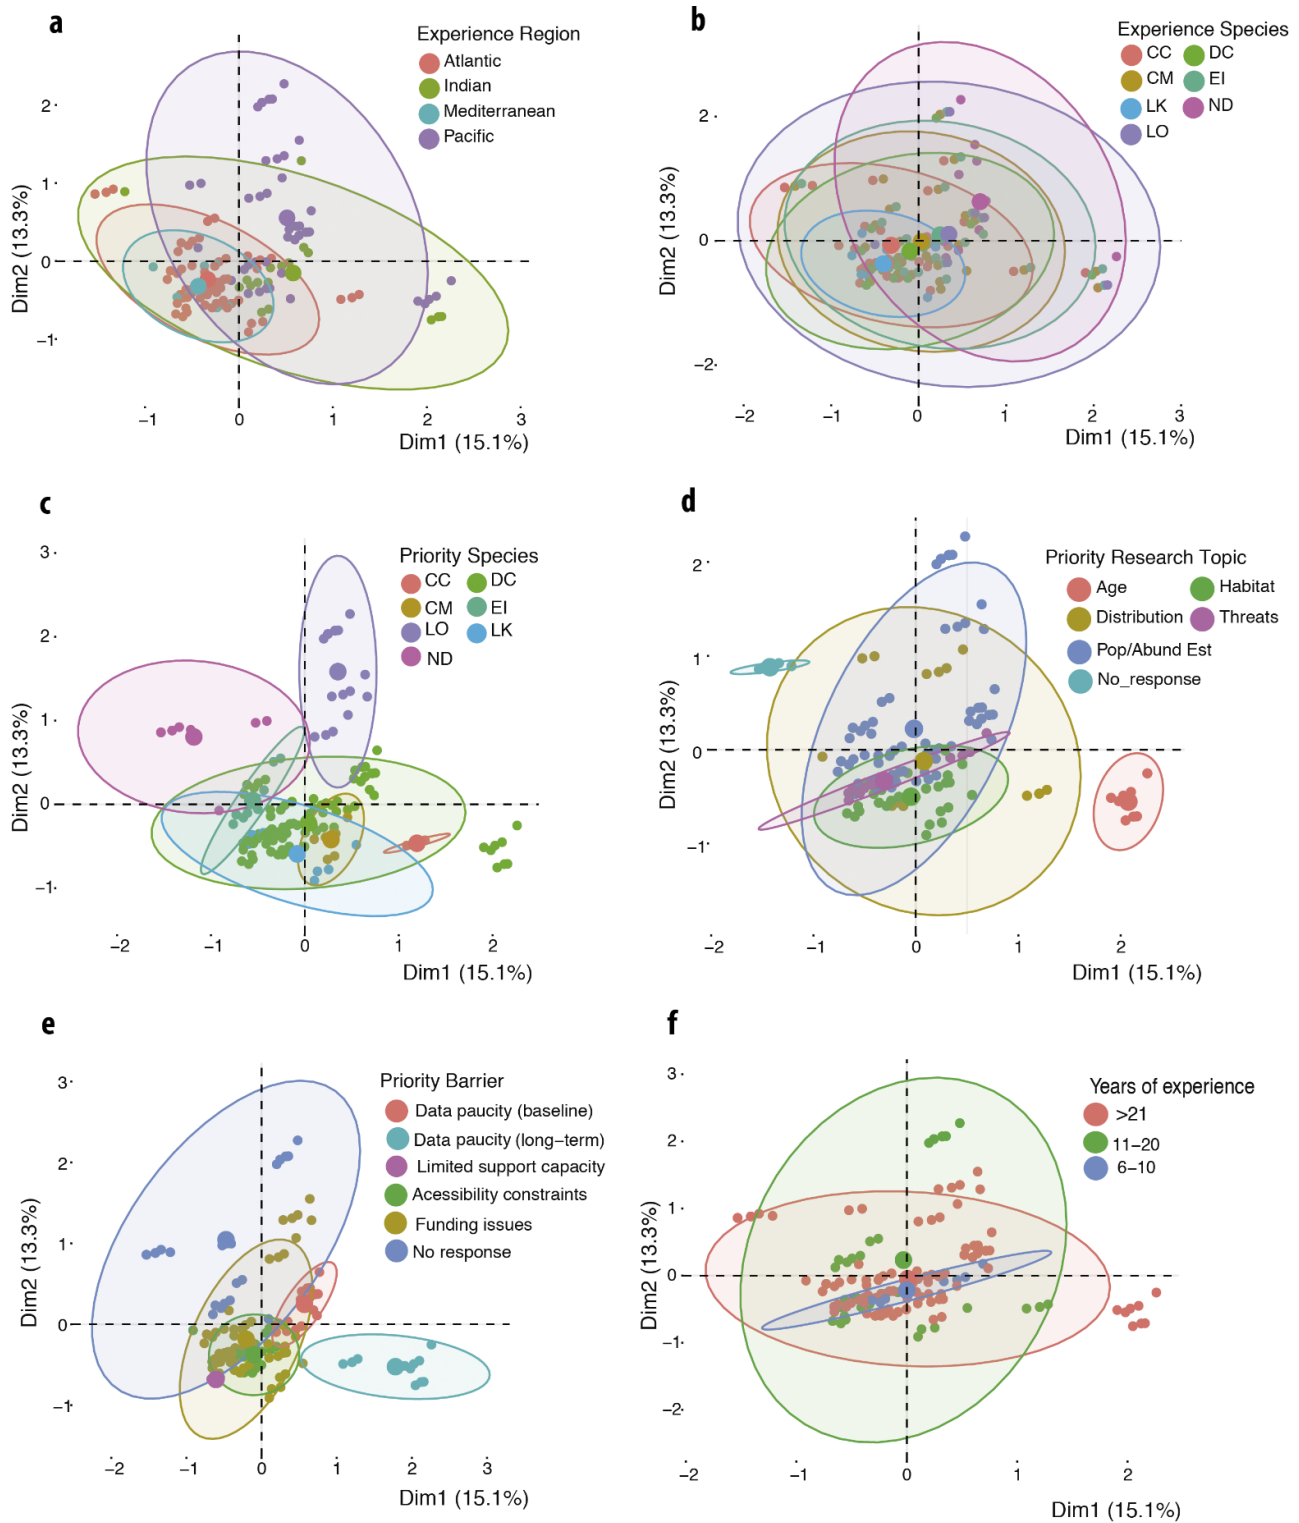 a
Experience Region
Atlantic
Indian
Mediterranean
Pacific
Dim2 (13.3%)
2
1
0
−1
−1
0
1
2
3
Dim1 (15.1%)
b
Experience Species
CC
DC
CM
EI
LK
ND
LO
Dim2 (13.3%)
2
0
−2
−2
−1
0
1
2
3
Dim1 (15.1%)
c
Priority Species
CC
DC
CM
EI
LO
LK
ND
Dim2 (13.3%)
3
2
1
0
−1
−2
−1
0
1
2
Dim1 (15.1%)
d
Priority Research Topic
Age
Habitat
Distribution
Threats
Pop/Abund Est
No_response
Dim2 (13.3%)
2
1
0
−1
−2
−1
0
1
2
Dim1 (15.1%)
e
Priority Barrier
Data paucity (baseline)
Data paucity (long−term)
Limited support capacity
Acessibility constraints
Funding issues
No response
Dim2 (13.3%)
3
2
1
0
−1
−2
−1
0
1
2
3
Dim1 (15.1%)
f
Years of experience
>21
11−20
6−10
Dim2 (13.3%)
3
2
1
0
−1
−2
−2
−1
0
1
2
Dim1 (15.1%)